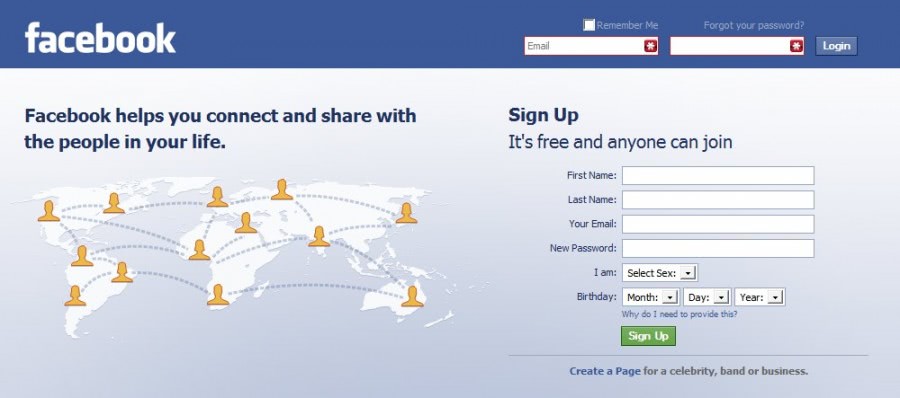 facebook
Remember Me
Forgot your password?
Email
Login
Facebook helps you connect and share with
the people in your life.
Sign Up
It's free and anyone can join
First Name:
Last Name:
Your Email:
New Password:
I am: Select Sex:
Birthday: Month: Day: Year:
Why do I need to provide this?
Sign Up
Create a Page for a celebrity, band or business.